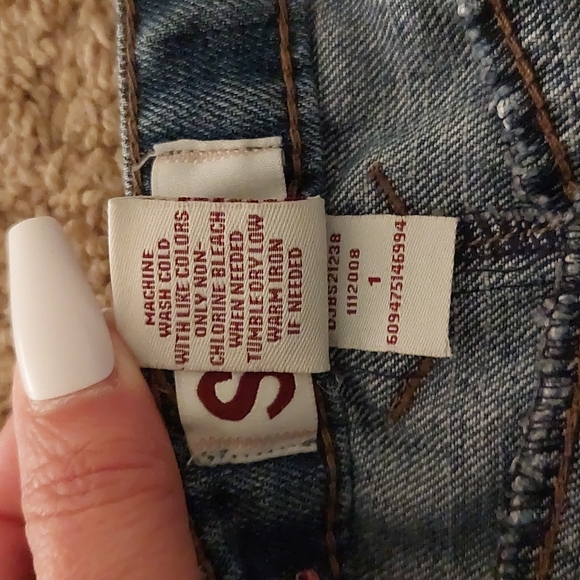 MACHINE
WASH COLD
WITH LIKE COLORS
ONLY NON-
CHLORINE BLEACH
WHEN NEEDED
TUMBLE DRY LOW
WARM IRON
IF NEEDED
DJBS21238
1112008
1
609475146994
S